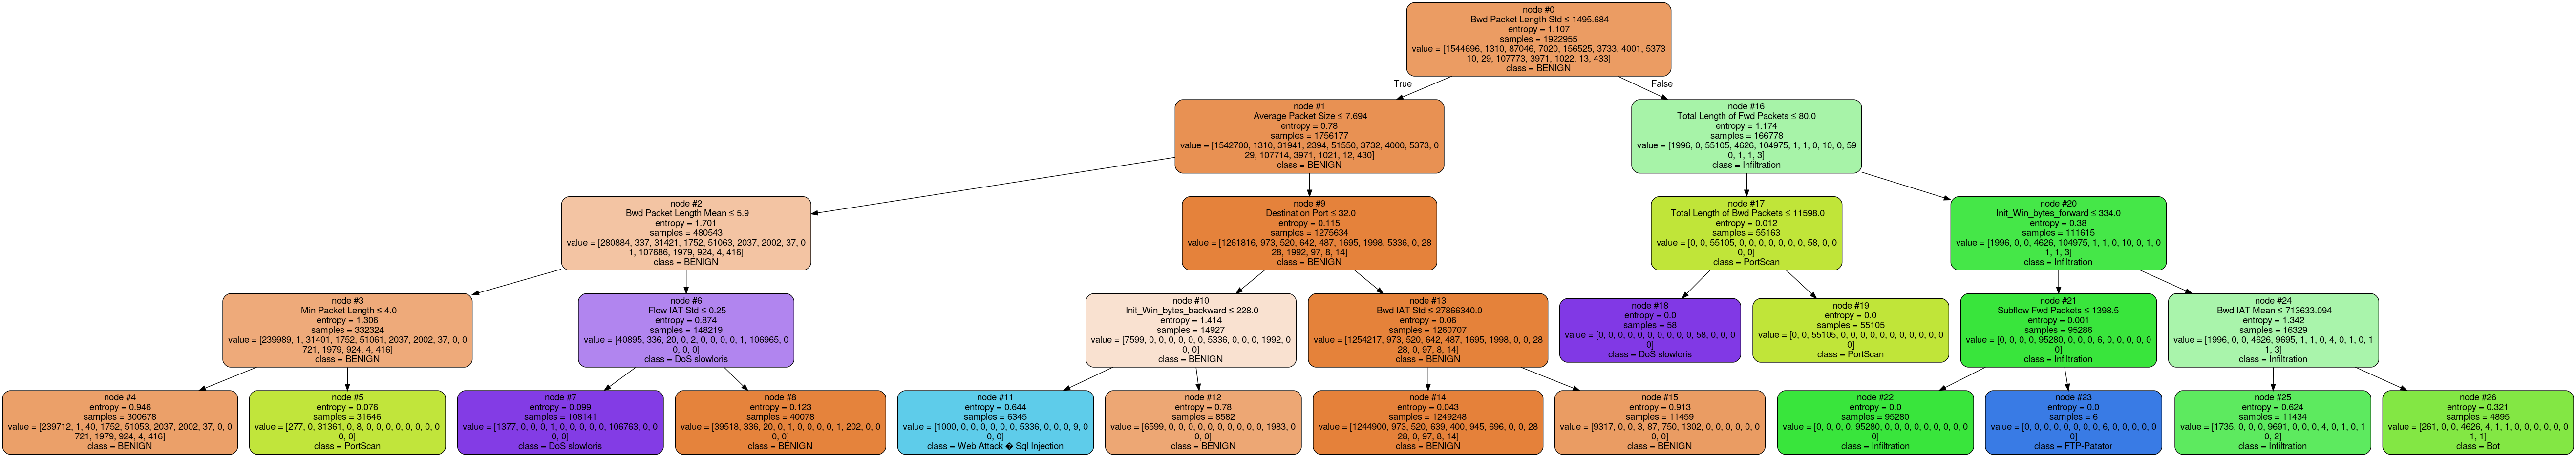 node #0
Bwd Packet Length Std ≤ 1495.684
entropy = 1.107
samples = 1922955
value = [1544696, 1310, 87046, 7020, 156525, 3733, 4001, 5373
10, 29, 107773, 3971, 1022, 13, 433]
class = BENIGN
True
False
node #1
Average Packet Size ≤ 7.694
entropy = 0.78
samples = 1756177
value = [1542700, 1310, 31941, 2394, 51550, 3732, 4000, 5373, 0
29, 107714, 3971, 1021, 12, 430]
class = BENIGN
node #16
Total Length of Fwd Packets ≤ 80.0
entropy = 1.174
samples = 166778
value = [1996, 0, 55105, 4626, 104975, 1, 1, 0, 10, 0, 59
0, 1, 1, 3]
class = Infiltration
node #2
Bwd Packet Length Mean ≤ 5.9
entropy = 1.701
samples = 480543
value = [280884, 337, 31421, 1752, 51063, 2037, 2002, 37, 0
1, 107686, 1979, 924, 4, 416]
class = BENIGN
node #9
Destination Port ≤ 32.0
entropy = 0.115
samples = 1275634
value = [1261816, 973, 520, 642, 487, 1695, 1998, 5336, 0, 28
28, 1992, 97, 8, 14]
class = BENIGN
node #17
Total Length of Bwd Packets ≤ 11598.0
entropy = 0.012
samples = 55163
value = [0, 0, 55105, 0, 0, 0, 0, 0, 0, 0, 58, 0, 0
0, 0]
class = PortScan
node #20
Init_Win_bytes_forward ≤ 334.0
entropy = 0.38
samples = 111615
value = [1996, 0, 0, 4626, 104975, 1, 1, 0, 10, 0, 1, 0
1, 1, 3]
class = Infiltration
node #3
Min Packet Length ≤ 4.0
entropy = 1.306
samples = 332324
value = [239989, 1, 31401, 1752, 51061, 2037, 2002, 37, 0, 0
721, 1979, 924, 4, 416]
class = BENIGN
node #6
Flow IAT Std ≤ 0.25
entropy = 0.874
samples = 148219
value = [40895, 336, 20, 0, 2, 0, 0, 0, 0, 1, 106965, 0
0, 0, 0]
class = DoS slowloris
node #10
Init_Win_bytes_backward ≤ 228.0
entropy = 1.414
samples = 14927
value = [7599, 0, 0, 0, 0, 0, 0, 5336, 0, 0, 0, 1992, 0
0, 0]
class = BENIGN
node #13
Bwd IAT Std ≤ 27866340.0
entropy = 0.06
samples = 1260707
value = [1254217, 973, 520, 642, 487, 1695, 1998, 0, 0, 28
28, 0, 97, 8, 14]
class = BENIGN
node #18
entropy = 0.0
samples = 58
value = [0, 0, 0, 0, 0, 0, 0, 0, 0, 0, 58, 0, 0, 0
0]
class = DoS slowloris
node #19
entropy = 0.0
samples = 55105
value = [0, 0, 55105, 0, 0, 0, 0, 0, 0, 0, 0, 0, 0, 0
0]
class = PortScan
node #21
Subflow Fwd Packets ≤ 1398.5
entropy = 0.001
samples = 95286
value = [0, 0, 0, 0, 95280, 0, 0, 0, 6, 0, 0, 0, 0, 0
0]
class = Infiltration
node #24
Bwd IAT Mean ≤ 713633.094
entropy = 1.342
samples = 16329
value = [1996, 0, 0, 4626, 9695, 1, 1, 0, 4, 0, 1, 0, 1
1, 3]
class = Infiltration
node #4
entropy = 0.946
samples = 300678
value = [239712, 1, 40, 1752, 51053, 2037, 2002, 37, 0, 0
721, 1979, 924, 4, 416]
class = BENIGN
node #5
entropy = 0.076
samples = 31646
value = [277, 0, 31361, 0, 8, 0, 0, 0, 0, 0, 0, 0, 0
0, 0]
class = PortScan
node #7
entropy = 0.099
samples = 108141
value = [1377, 0, 0, 0, 1, 0, 0, 0, 0, 0, 106763, 0, 0
0, 0]
class = DoS slowloris
node #8
entropy = 0.123
samples = 40078
value = [39518, 336, 20, 0, 1, 0, 0, 0, 0, 1, 202, 0, 0
0, 0]
class = BENIGN
node #11
entropy = 0.644
samples = 6345
value = [1000, 0, 0, 0, 0, 0, 0, 5336, 0, 0, 0, 9, 0
0, 0]
class = Web Attack � Sql Injection
node #12
entropy = 0.78
samples = 8582
value = [6599, 0, 0, 0, 0, 0, 0, 0, 0, 0, 0, 1983, 0
0, 0]
class = BENIGN
node #14
entropy = 0.043
samples = 1249248
value = [1244900, 973, 520, 639, 400, 945, 696, 0, 0, 28
28, 0, 97, 8, 14]
class = BENIGN
node #15
entropy = 0.913
samples = 11459
value = [9317, 0, 0, 3, 87, 750, 1302, 0, 0, 0, 0, 0, 0
0, 0]
class = BENIGN
node #22
entropy = 0.0
samples = 95280
value = [0, 0, 0, 0, 95280, 0, 0, 0, 0, 0, 0, 0, 0, 0
0]
class = Infiltration
node #23
entropy = 0.0
samples = 6
value = [0, 0, 0, 0, 0, 0, 0, 0, 6, 0, 0, 0, 0, 0
0]
class = FTP-Patator
node #25
entropy = 0.624
samples = 11434
value = [1735, 0, 0, 0, 9691, 0, 0, 0, 4, 0, 1, 0, 1
0, 2]
class = Infiltration
node #26
entropy = 0.321
samples = 4895
value = [261, 0, 0, 4626, 4, 1, 1, 0, 0, 0, 0, 0, 0
1, 1]
class = Bot